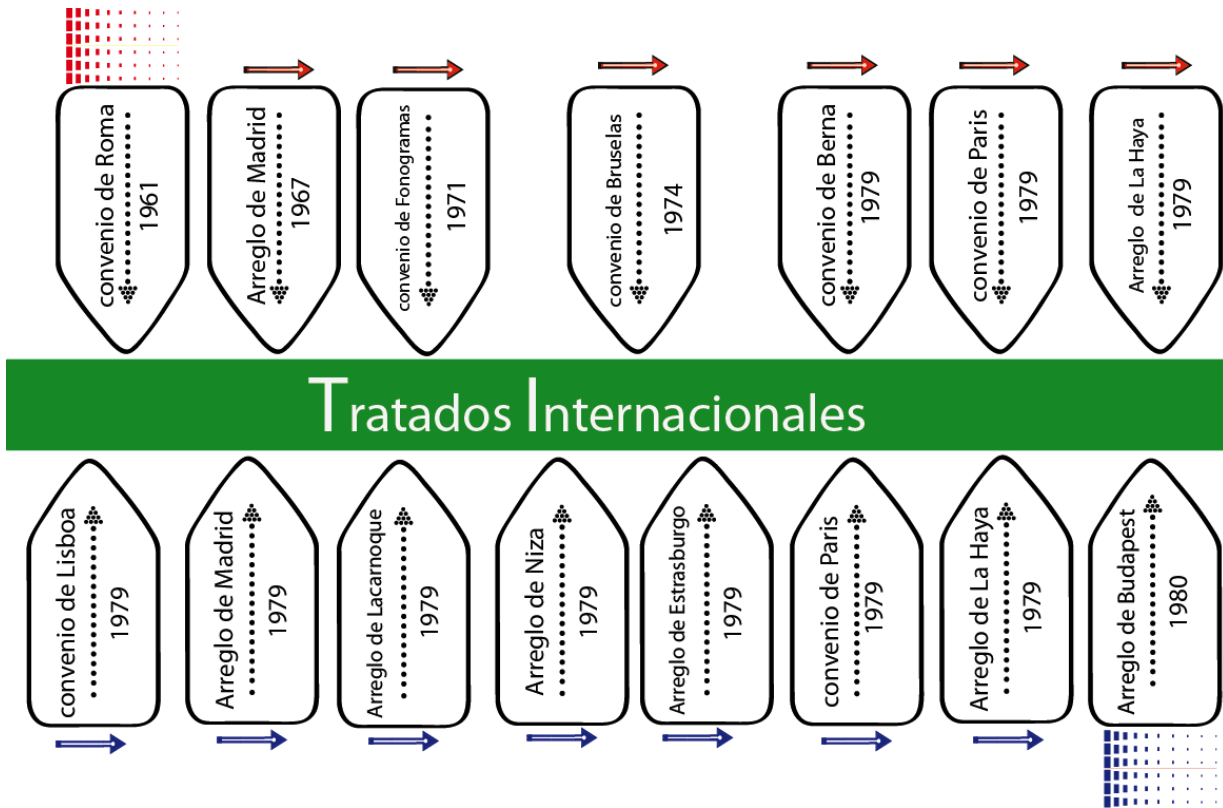 convenio de Roma
1961
Arreglo de Madrid
1967
convenio de Fonogramas
1971
convenio de Bruselas
1974
convenio de Berna
1979
convenio de Paris
1979
Arreglo de La Haya
1979
Tratados Internacionales
convenio de Lisboa
1979
Arreglo de Madrid
1979
Arreglo de Lacarnoque
1979
Arreglo de Niza
1979
Arreglo de Estrasburgo
1979
convenio de Paris
1979
Arreglo de La Haya
1979
Arreglo de Budapest
1980